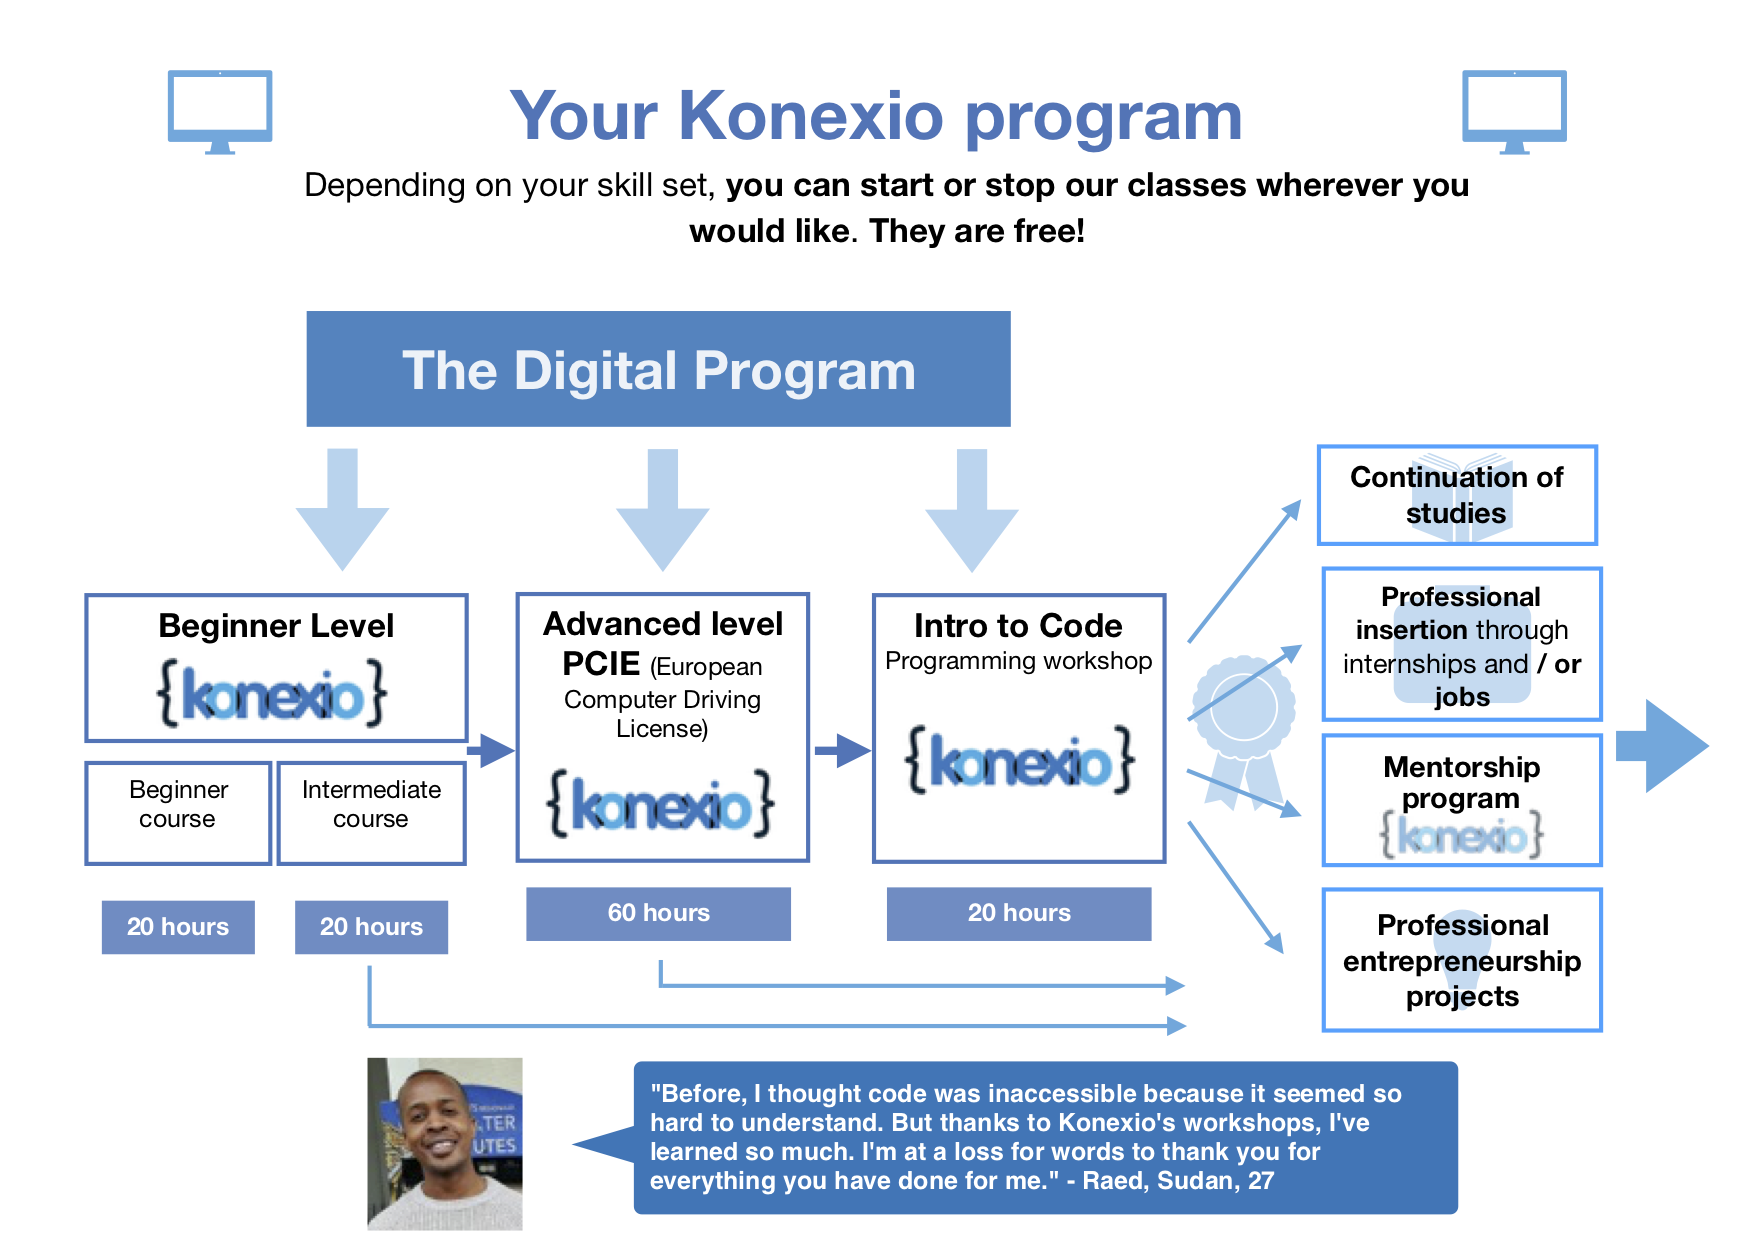 Your Konexio program
Depending on your skill set, you can start or stop our classes wherever you
would like. They are free!
The Digital Program
Beginner Level
{konexio}
Beginner
course
Intermediate
course
20 hours
20 hours
Advanced level
PCIE (European
Computer Driving
License)
{konexio}
60 hours
Intro to Code
Programming workshop
{konexio}
20 hours
Continuation of
studies
Professional
insertion through
internships and / or
jobs
Mentorship
program
{konexio}
Professional
entrepreneurship
projects
TER
UTES
"Before, I thought code was inaccessible because it seemed so
hard to understand. But thanks to Konexio's workshops, I've
learned so much. I'm at a loss for words to thank you for
everything you have done for me." - Raed, Sudan, 27